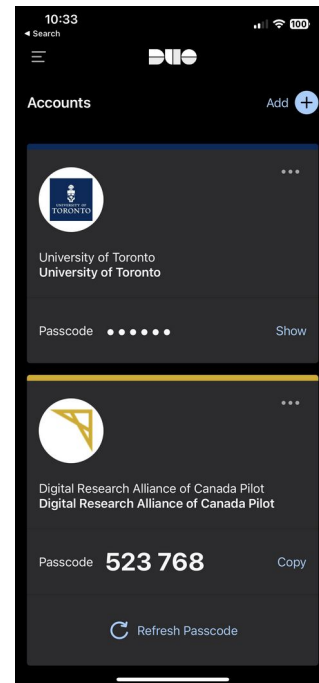 10:33
100
◂ Search
DUO
Accounts
Add +
UNIVERSITY OF
TORONTO
University of Toronto
University of Toronto
Passcode ●●●●●●
Show
Digital Research Alliance of Canada Pilot
Digital Research Alliance of Canada Pilot
Passcode 523 768
Copy
Refresh Passcode